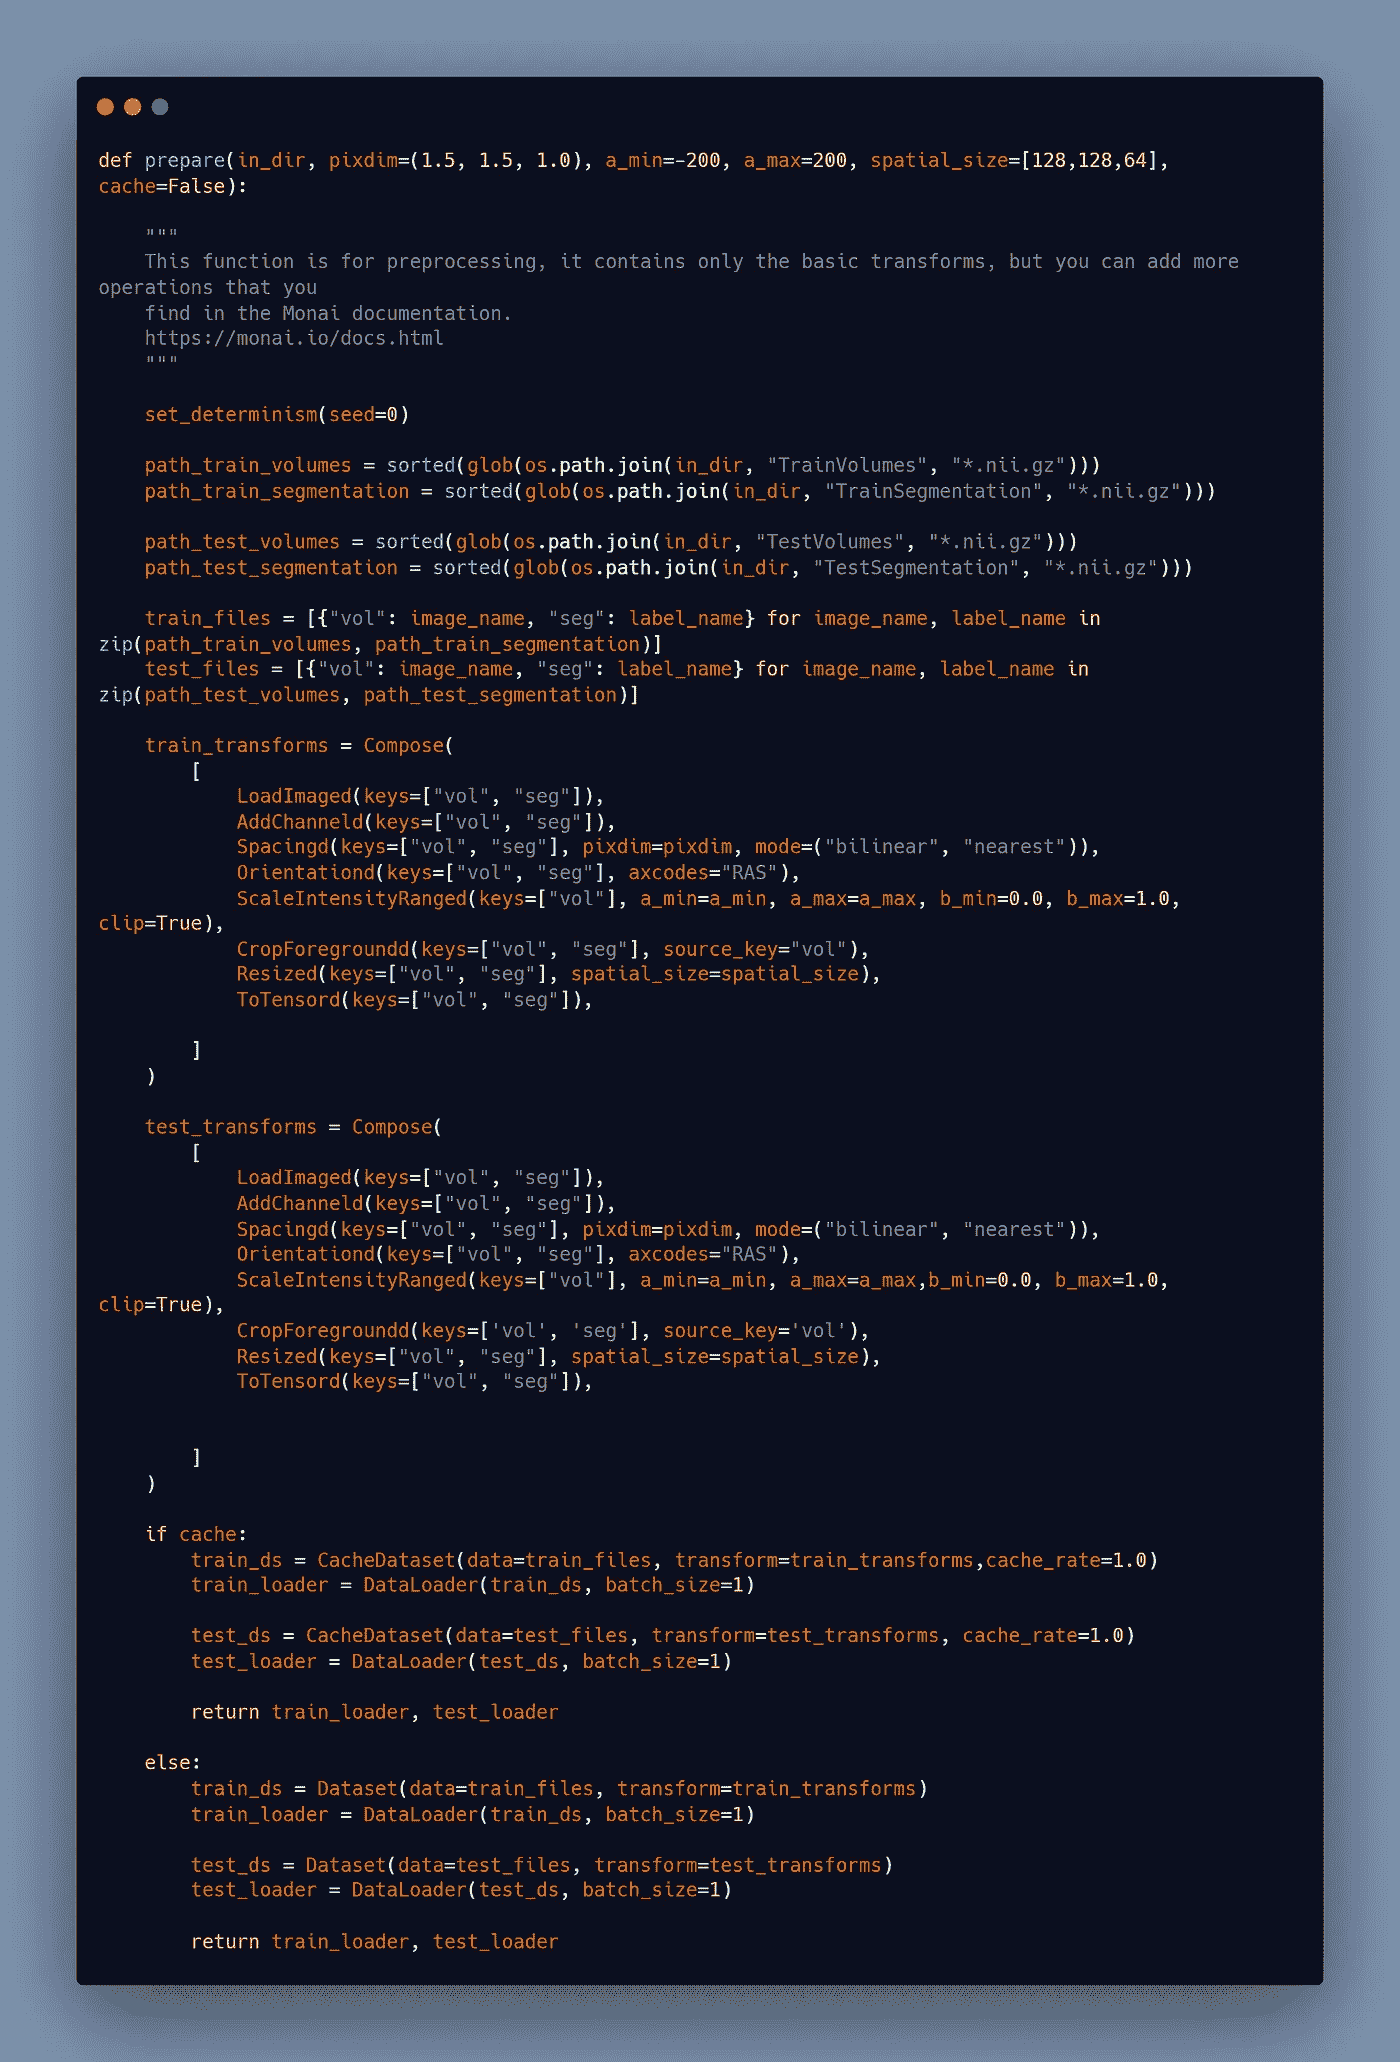 def prepare(in_dir, pixdim=(1.5, 1.5, 1.0), a_min=-200, a_max=200, spatial_size=[128,128,64],
cache=False):
    """
    This function is for preprocessing, it contains only the basic transforms, but you can add more
operations that you
    find in the Monai documentation.
    https://monai.io/docs.html
    """
    set_determinism(seed=0)
    path_train_volumes = sorted(glob(os.path.join(in_dir, "TrainVolumes", "*.nii.gz")))
    path_train_segmentation = sorted(glob(os.path.join(in_dir, "TrainSegmentation", "*.nii.gz")))
    path_test_volumes = sorted(glob(os.path.join(in_dir, "TestVolumes", "*.nii.gz")))
    path_test_segmentation = sorted(glob(os.path.join(in_dir, "TestSegmentation", "*.nii.gz")))
    train_files = [{"vol": image_name, "seg": label_name} for image_name, label_name in
zip(path_train_volumes, path_train_segmentation)]
    test_files = [{"vol": image_name, "seg": label_name} for image_name, label_name in
zip(path_test_volumes, path_test_segmentation)]
    train_transforms = Compose(
        [
            LoadImaged(keys=["vol", "seg"]),
            AddChanneld(keys=["vol", "seg"]),
            Spacingd(keys=["vol", "seg"], pixdim=pixdim, mode=("bilinear", "nearest")),
            Orientationd(keys=["vol", "seg"], axcodes="RAS"),
            ScaleIntensityRanged(keys=["vol"], a_min=a_min, a_max=a_max, b_min=0.0, b_max=1.0,
clip=True),
            CropForegroundd(keys=["vol", "seg"], source_key="vol"),
            Resized(keys=["vol", "seg"], spatial_size=spatial_size),
            ToTensord(keys=["vol", "seg"]),
        ]
    )
    test_transforms = Compose(
        [
            LoadImaged(keys=["vol", "seg"]),
            AddChanneld(keys=["vol", "seg"]),
            Spacingd(keys=["vol", "seg"], pixdim=pixdim, mode=("bilinear", "nearest")),
            Orientationd(keys=["vol", "seg"], axcodes="RAS"),
            ScaleIntensityRanged(keys=["vol"], a_min=a_min, a_max=a_max,b_min=0.0, b_max=1.0,
clip=True),
            CropForegroundd(keys=['vol', 'seg'], source_key='vol'),
            Resized(keys=["vol", "seg"], spatial_size=spatial_size),
            ToTensord(keys=["vol", "seg"]),
        ]
    )
    if cache:
        train_ds = CacheDataset(data=train_files, transform=train_transforms,cache_rate=1.0)
        train_loader = DataLoader(train_ds, batch_size=1)
        test_ds = CacheDataset(data=test_files, transform=test_transforms, cache_rate=1.0)
        test_loader = DataLoader(test_ds, batch_size=1)
        return train_loader, test_loader
    else:
        train_ds = Dataset(data=train_files, transform=train_transforms)
        train_loader = DataLoader(train_ds, batch_size=1)
        test_ds = Dataset(data=test_files, transform=test_transforms)
        test_loader = DataLoader(test_ds, batch_size=1)
        return train_loader, test_loader